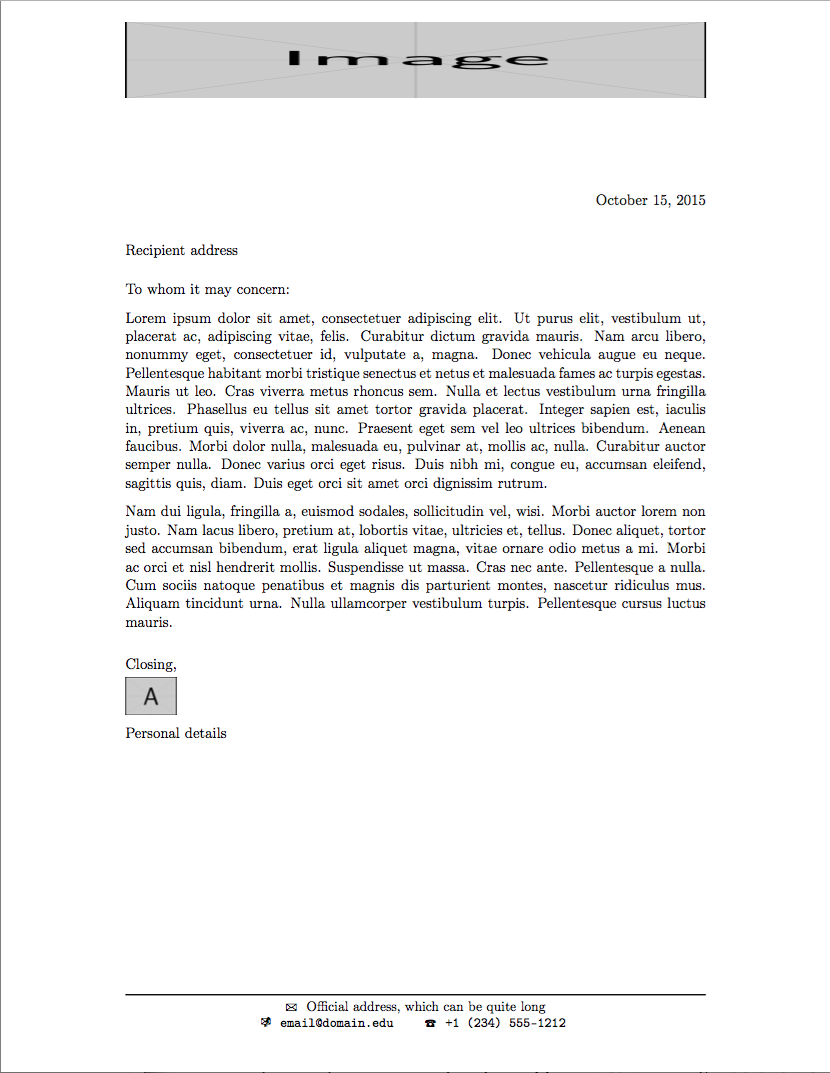 Image
October 15, 2015
Recipient address
To whom it may concern:
Lorem ipsum dolor sit amet, consectetuer adipiscing elit. Ut purus elit, vestibulum ut,
placerat ac, adipiscing vitae, felis. Curabitur dictum gravida mauris. Nam arcu libero,
nonummy eget, consectetuer id, vulputate a, magna. Donec vehicula augue eu neque.
Pellentesque habitant morbi tristique senectus et netus et malesuada fames ac turpis egestas.
Mauris ut leo. Cras viverra metus rhoncus sem. Nulla et lectus vestibulum urna fringilla
ultrices. Phasellus eu tellus sit amet tortor gravida placerat. Integer sapien est, iaculis
in, pretium quis, viverra ac, nunc. Praesent eget sem vel leo ultrices bibendum. Aenean
faucibus. Morbi dolor nulla, malesuada eu, pulvinar at, mollis ac, nulla. Curabitur auctor
semper nulla. Donec varius orci eget risus. Duis nibh mi, congue eu, accumsan eleifend,
sagittis quis, diam. Duis eget orci sit amet orci dignissim rutrum.
Nam dui ligula, fringilla a, euismod sodales, sollicitudin vel, wisi. Morbi auctor lorem non
justo. Nam lacus libero, pretium at, lobortis vitae, ultricies et, tellus. Donec aliquet, tortor
sed accumsan bibendum, erat ligula aliquet magna, vitae ornare odio metus a mi. Morbi
ac orci et nisl hendrerit mollis. Suspendisse ut massa. Cras nec ante. Pellentesque a nulla.
Cum sociis natoque penatibus et magnis dis parturient montes, nascetur ridiculus mus.
Aliquam tincidunt urna. Nulla ullamcorper vestibulum turpis. Pellentesque cursus luctus
mauris.
Closing,
A
Personal details
Official address, which can be quite long
email@domain.edu +1 (234) 555-1212